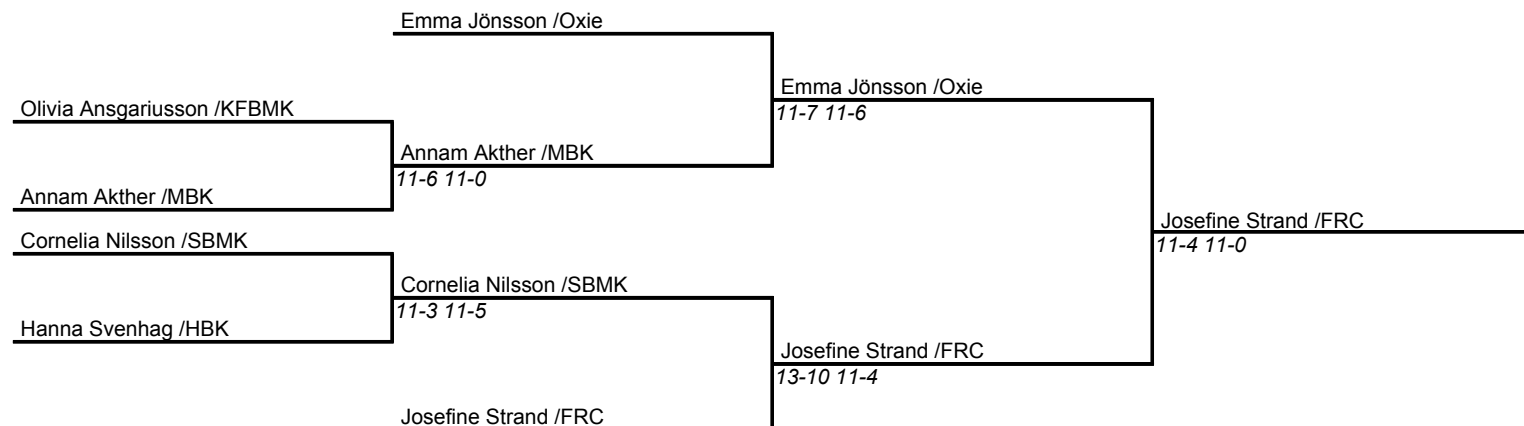 Emma Jönsson /Oxie
Emma Jönsson /Oxie
11-7 11-6
Olivia Ansgariusson /KFBMK
Annam Akther /MBK
11-6 11-0
Annam Akther /MBK
Josefine Strand /FRC
11-4 11-0
Cornelia Nilsson /SBMK
Cornelia Nilsson /SBMK
11-3 11-5
Hanna Svenhag /HBK
Josefine Strand /FRC
13-10 11-4
Josefine Strand /FRC